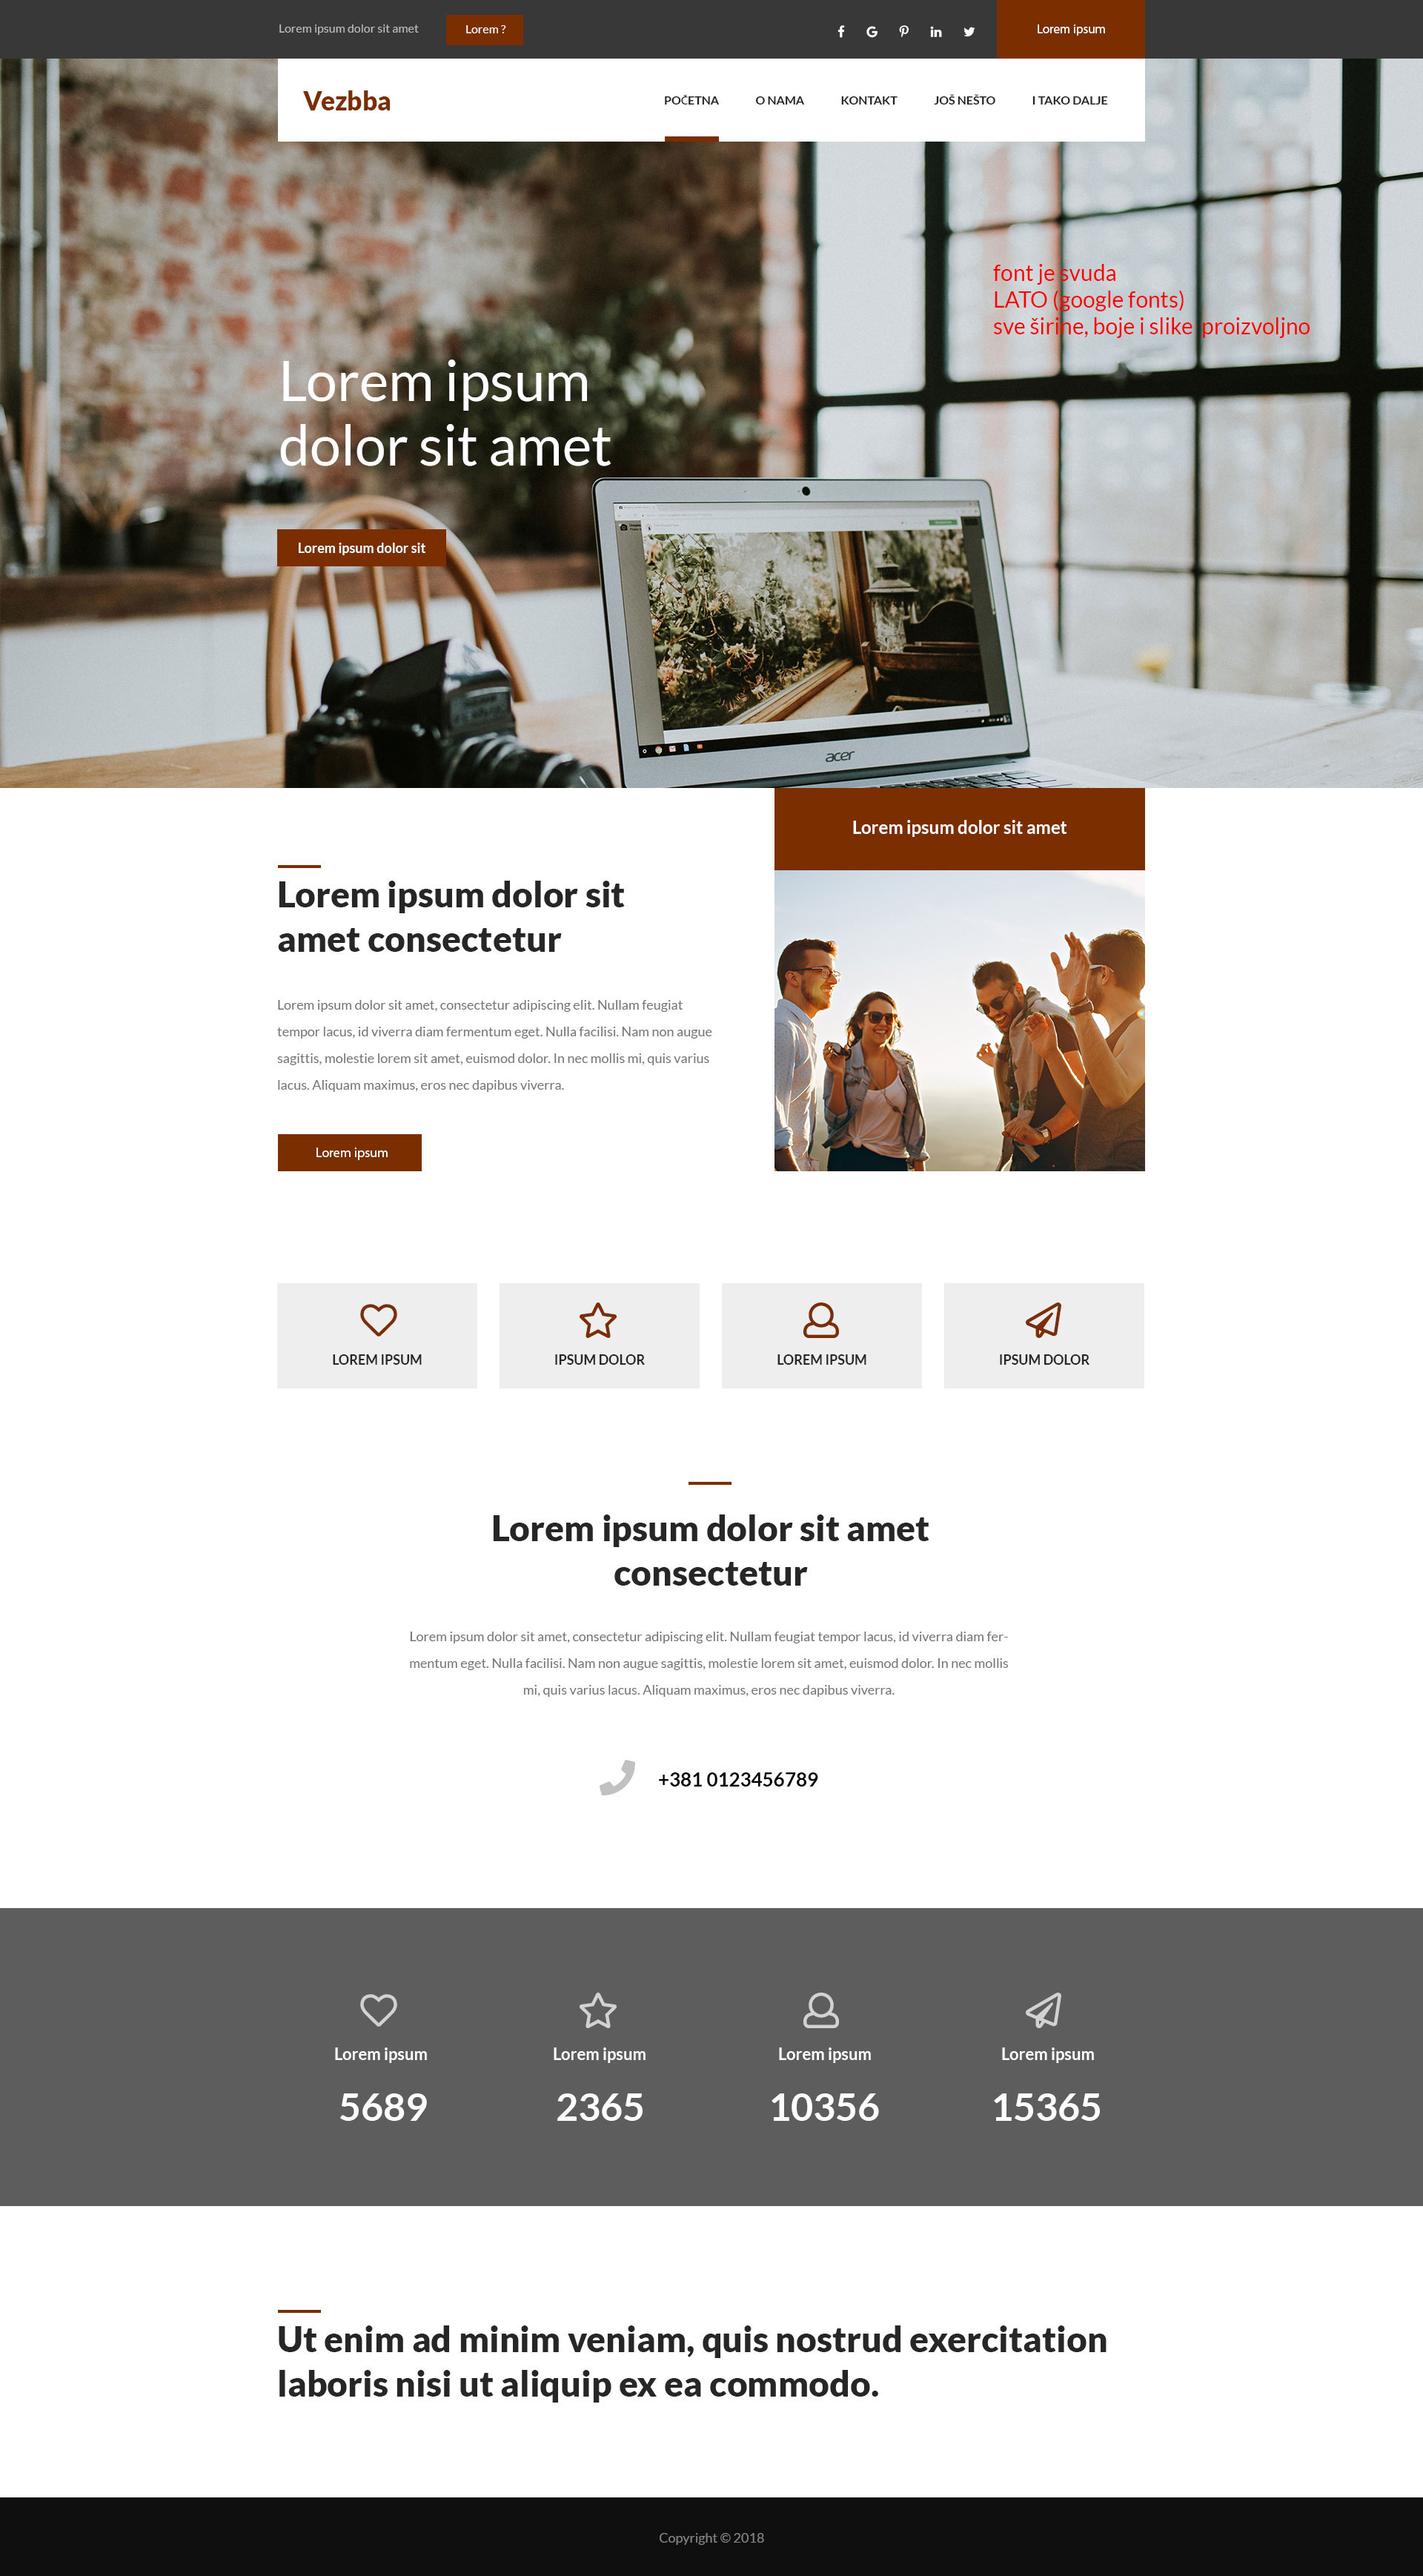 Lorem ipsum dolor sit amet
Lorem ?
Lorem ipsum
Vezbba
POČETNA
O NAMA
KONTAKT
JOŠ NEŠTO
I TAKO DALJE
font je svuda
LATO (google fonts)
sve širine, boje i slike proizvoljno
Lorem ipsum
dolor sit amet
Lorem ipsum dolor sit
acer
Lorem ipsum dolor sit amet
Lorem ipsum dolor sit
amet consectetur
Lorem ipsum dolor sit amet, consectetur adipiscing elit. Nullam feugiat
tempor lacus, id viverra diam fermentum eget. Nulla facilisi. Nam non augue
sagittis, molestie lorem sit amet, euismod dolor. In nec mollis mi, quis varius
lacus. Aliquam maximus, eros nec dapibus viverra.
Lorem ipsum
LOREM IPSUM
IPSUM DOLOR
LOREM IPSUM
IPSUM DOLOR
Lorem ipsum dolor sit amet
consectetur
Lorem ipsum dolor sit amet, consectetur adipiscing elit. Nullam feugiat tempor lacus, id viverra diam fer-
mentum eget. Nulla facilisi. Nam non augue sagittis, molestie lorem sit amet, euismod dolor. In nec mollis
mi, quis varius lacus. Aliquam maximus, eros nec dapibus viverra.
+381 0123456789
Lorem ipsum
5689
Lorem ipsum
2365
Lorem ipsum
10356
Lorem ipsum
15365
Ut enim ad minim veniam, quis nostrud exercitation
laboris nisi ut aliquip ex ea commodo.
Copyright © 2018